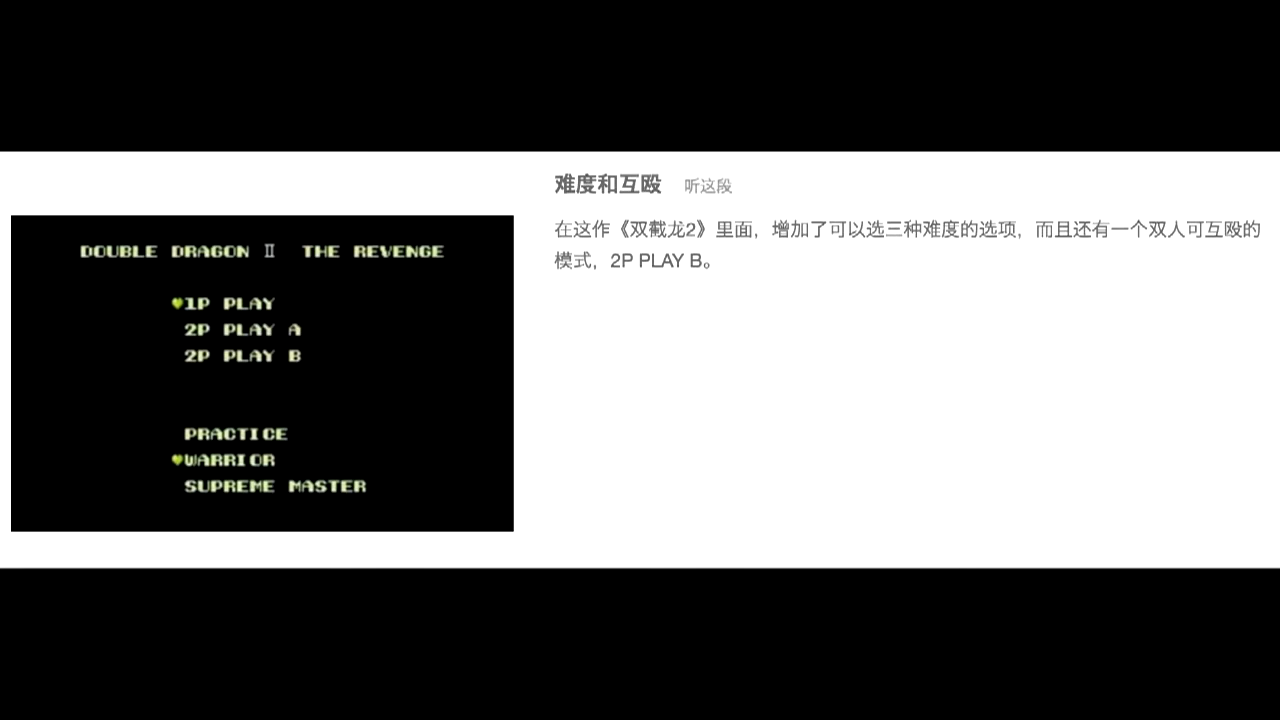 难度和互殴 听这段
在这作《双截龙2》里面，增加了可以选三种难度的选项，而且还有一个双人可互殴的
模式，2P PLAY B。
DOUBLE DRAGON Ⅱ THE REVENGE
1P PLAY
2P PLAY A
2P PLAY B
PRACTICE
WARRIOR
SUPREME MASTER